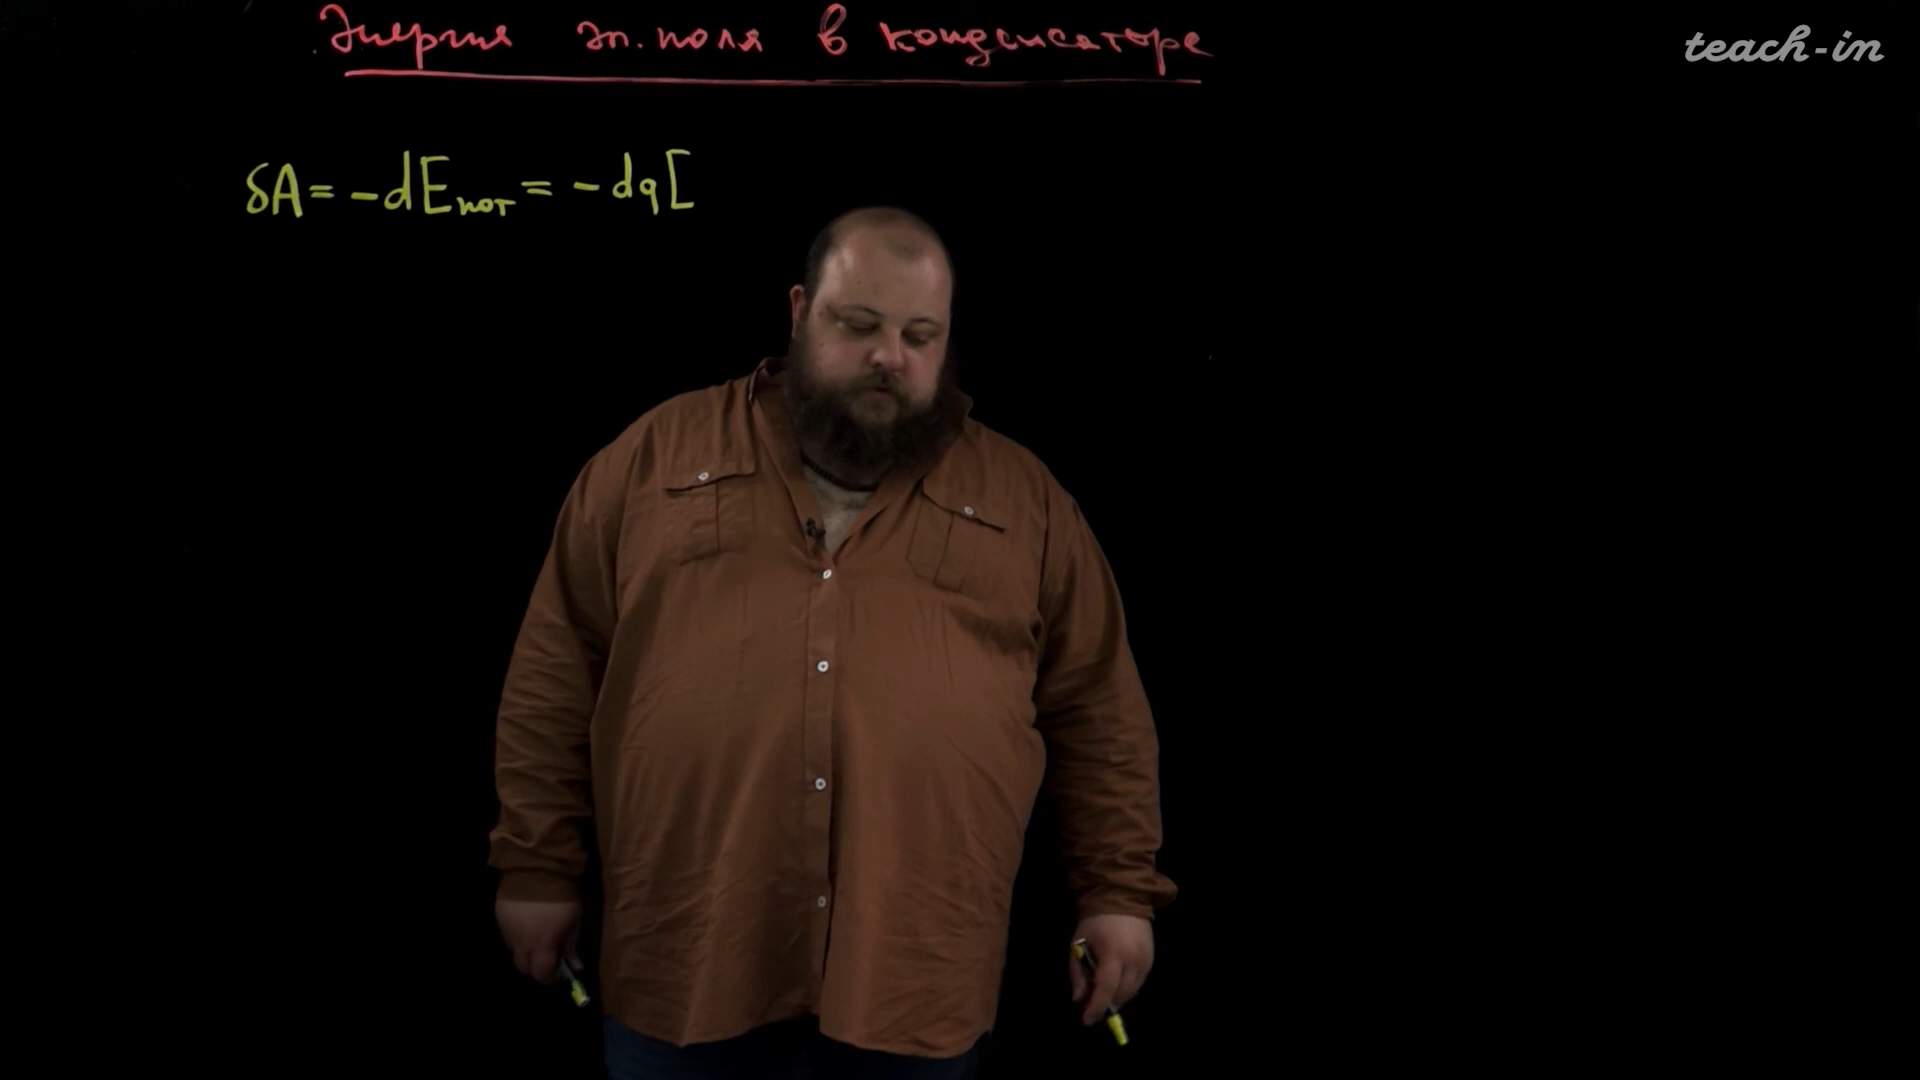 Энергия эл. поля в конденсаторе
teach-in
δA = -dEпот = -dq[